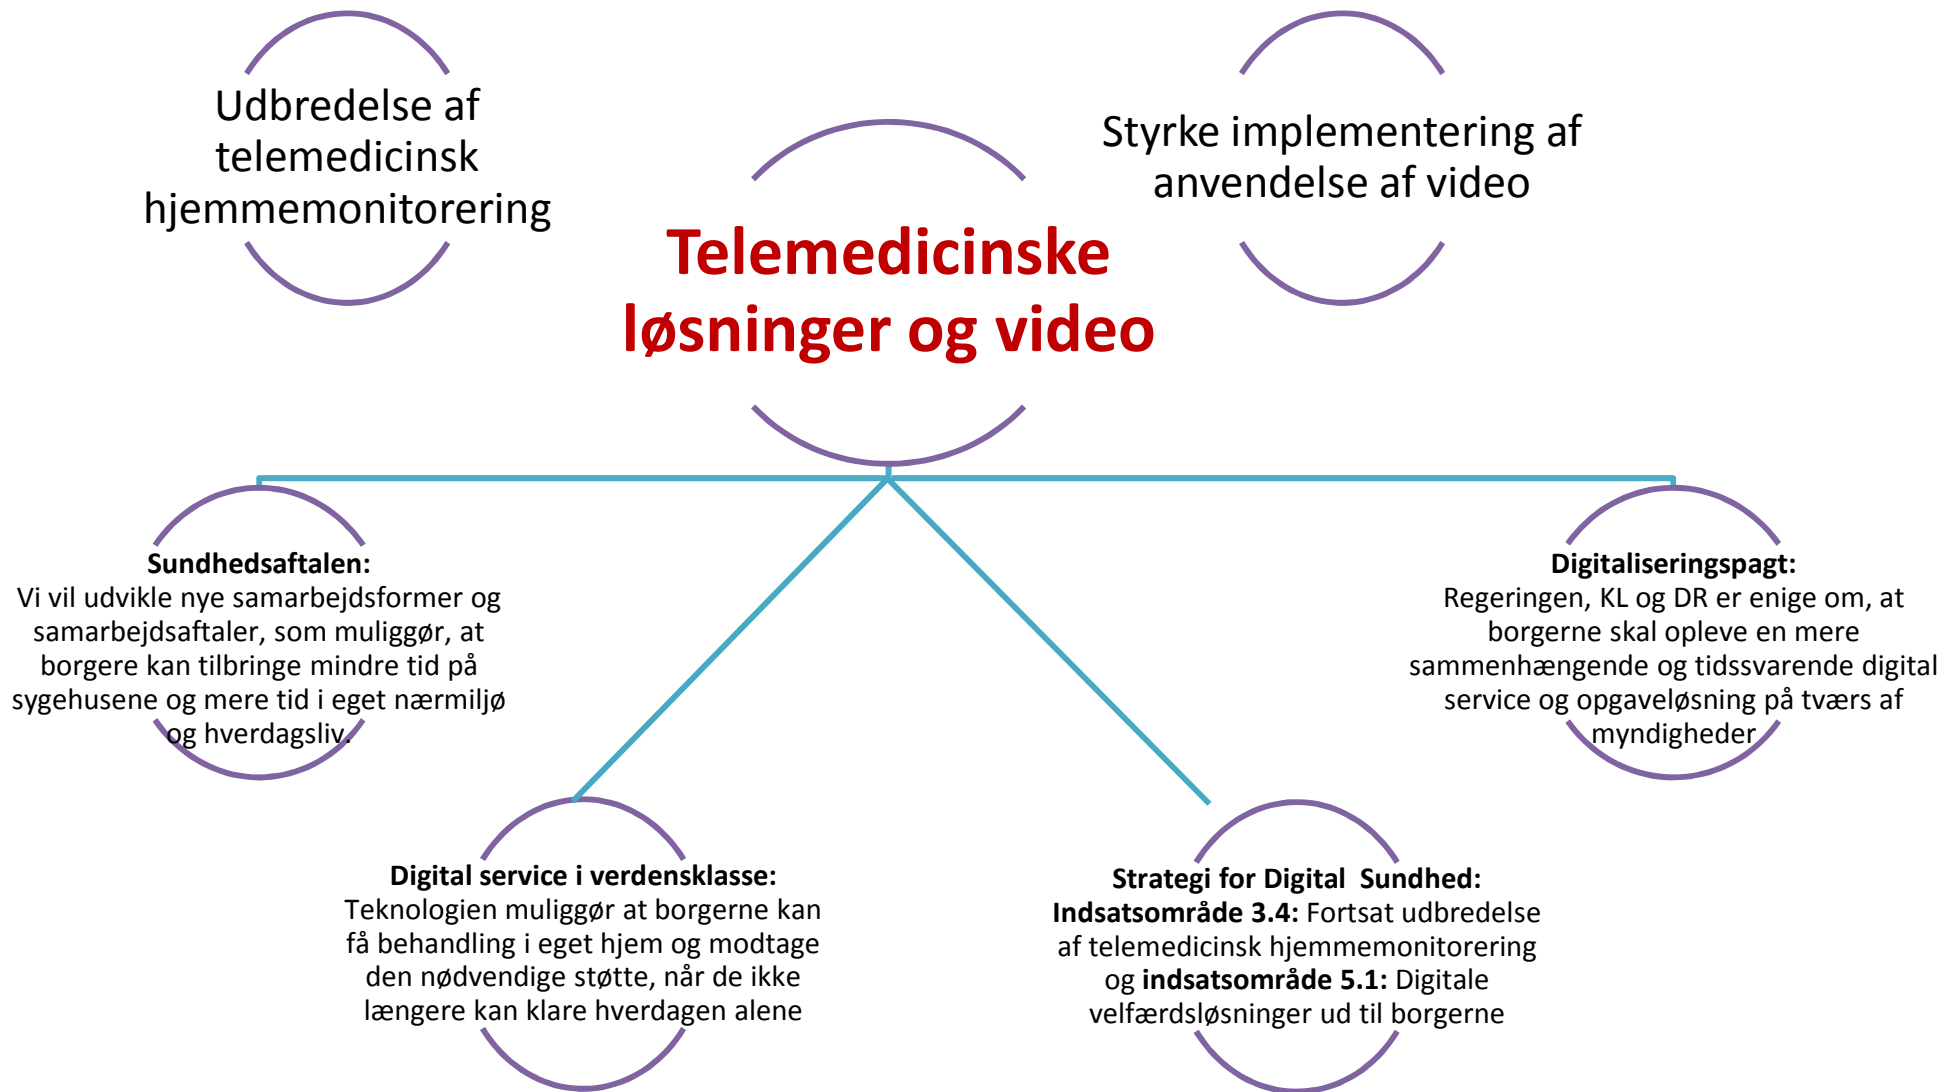 Udbredelse af
telemedicinsk
hjemmemonitorering
Styrke implementering af
anvendelse af video
Telemedicinske
løsninger og video
Sundhedsaftalen:
Vi vil udvikle nye samarbejdsformer og
samarbejdsaftaler, som muliggør, at
borgere kan tilbringe mindre tid på
sygehusene og mere tid i eget nærmiljø
og hverdagsliv.
Digitaliseringspagt:
Regeringen, KL og DR er enige om, at
borgerne skal opleve en mere
sammenhængende og tidssvarende digital
service og opgaveløsning på tværs af
myndigheder
Digital service i verdensklasse:
Teknologien muliggør at borgerne kan
få behandling i eget hjem og modtage
den nødvendige støtte, når de ikke
længere kan klare hverdagen alene
Strategi for Digital  Sundhed:
Indsatsområde 3.4: Fortsat udbredelse
af telemedicinsk hjemmemonitorering
og indsatsområde 5.1: Digitale
velfærdsløsninger ud til borgerne